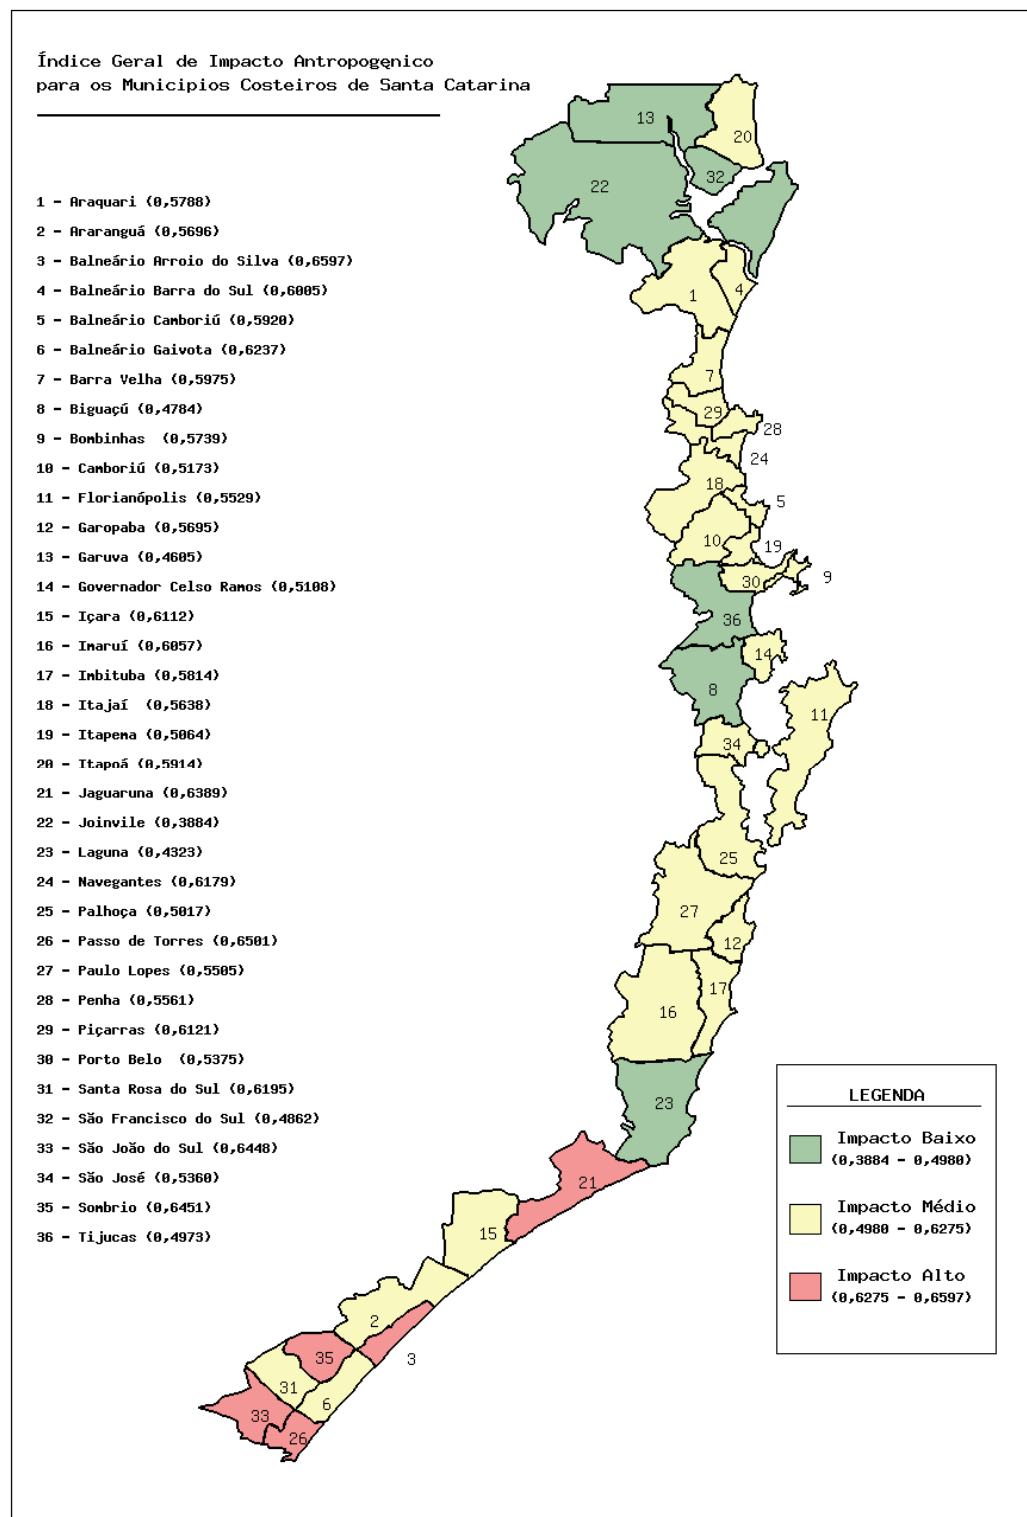 Índice Geral de Impacto Antropogęnico
para os Municipios Costeiros de Santa Catarina
1 - Araquari (0,5788)
2 - Araranguá (0,5696)
3 - Balneário Arroio do Silva (0,6597)
4 - Balneário Barra do Sul (0,6005)
5 - Balneário Camboriú (0,5920)
6 - Balneário Gaivota (0,6237)
7 - Barra Velha (0,5975)
8 - Biguaçú (0,4784)
9 - Bombinhas (0,5739)
10 - Camboriú (0,5173)
11 - Florianópolis (0,5529)
12 - Garopaba (0,5695)
13 - Garuva (0,4605)
14 - Governador Celso Ramos (0,5108)
15 - Içara (0,6112)
16 - Imaruí (0,6057)
17 - Imbituba (0,5814)
18 - Itajaí (0,5638)
19 - Itapema (0,5064)
20 - Itapoá (0,5914)
21 - Jaguaruna (0,6389)
22 - Joinvile (0,3884)
23 - Laguna (0,4323)
24 - Navegantes (0,6179)
25 - Palhoça (0,5017)
26 - Passo de Torres (0,6501)
27 - Paulo Lopes (0,5505)
28 - Penha (0,5561)
29 - Piçarras (0,6121)
30 - Porto Belo (0,5375)
31 - Santa Rosa do Sul (0,6195)
32 - São Francisco do Sul (0,4862)
33 - São João do Sul (0,6448)
34 - São José (0,5360)
35 - Sombrio (0,6451)
36 - Tijucas (0,4973)
13
20
32
22
1
4
7
29
28
24
18
5
10
19
30
9
36
14
8
11
34
25
27
12
17
16
23
21
15
2
35
3
31
6
33
26
LEGENDA
Impacto Baixo
(0,3884 - 0,4980)
Impacto Médio
(0,4980 - 0,6275)
Impacto Alto
(0,6275 - 0,6597)